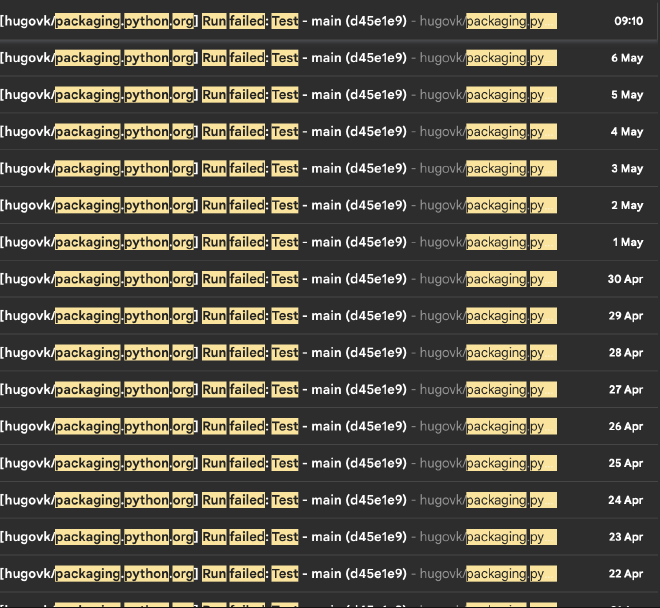 [hugovk/packaging.python.org] Run failed: Test - main (d45e1e9) - hugovk/packaging.py 09:10
[hugovk/packaging.python.org] Run failed: Test - main (d45e1e9) - hugovk/packaging.py 6 May
[hugovk/packaging.python.org] Run failed: Test - main (d45e1e9) - hugovk/packaging.py 5 May
[hugovk/packaging.python.org] Run failed: Test - main (d45e1e9) - hugovk/packaging.py 4 May
[hugovk/packaging.python.org] Run failed: Test - main (d45e1e9) - hugovk/packaging.py 3 May
[hugovk/packaging.python.org] Run failed: Test - main (d45e1e9) - hugovk/packaging.py 2 May
[hugovk/packaging.python.org] Run failed: Test - main (d45e1e9) - hugovk/packaging.py 1 May
[hugovk/packaging.python.org] Run failed: Test - main (d45e1e9) - hugovk/packaging.py 30 Apr
[hugovk/packaging.python.org] Run failed: Test - main (d45e1e9) - hugovk/packaging.py 29 Apr
[hugovk/packaging.python.org] Run failed: Test - main (d45e1e9) - hugovk/packaging.py 28 Apr
[hugovk/packaging.python.org] Run failed: Test - main (d45e1e9) - hugovk/packaging.py 27 Apr
[hugovk/packaging.python.org] Run failed: Test - main (d45e1e9) - hugovk/packaging.py 26 Apr
[hugovk/packaging.python.org] Run failed: Test - main (d45e1e9) - hugovk/packaging.py 25 Apr
[hugovk/packaging.python.org] Run failed: Test - main (d45e1e9) - hugovk/packaging.py 24 Apr
[hugovk/packaging.python.org] Run failed: Test - main (d45e1e9) - hugovk/packaging.py 23 Apr
[hugovk/packaging.python.org] Run failed: Test - main (d45e1e9) - hugovk/packaging.py 22 Apr